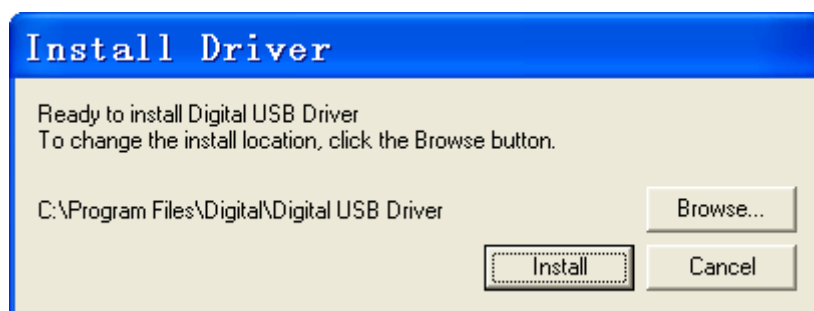 Install Driver
Ready to install Digital USB Driver
To change the install location, click the Browse button.
C:\Program Files\Digital\Digital USB Driver
Browse...
Install
Cancel